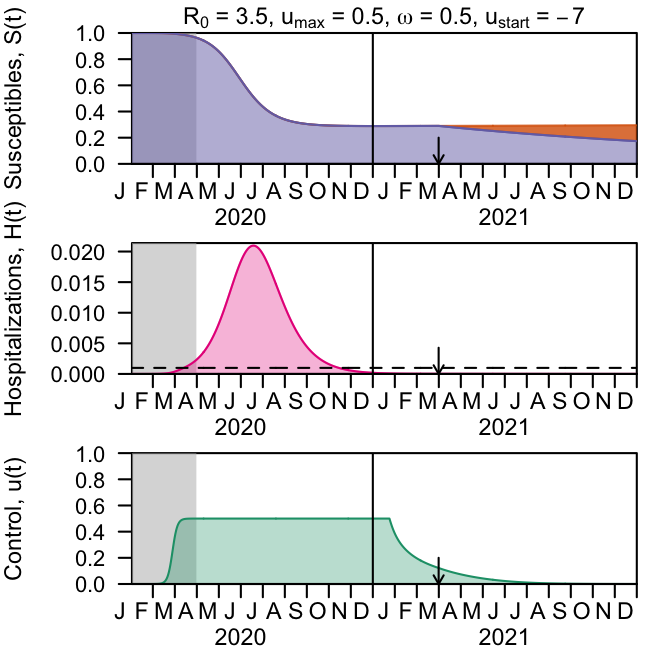 R₀ = 3.5, uₘₐₓ = 0.5, ω = 0.5, u_start = −7
Susceptibles, S(t)
1.0
0.8
0.6
0.4
0.2
0.0
J F M A M J J A S O N D J F M A M J J A S O N D
2020 2021
Hospitalizations, H(t)
0.020
0.015
0.010
0.005
0.000
J F M A M J J A S O N D J F M A M J J A S O N D
2020 2021
Control, u(t)
1.0
0.8
0.6
0.4
0.2
0.0
J F M A M J J A S O N D J F M A M J J A S O N D
2020 2021